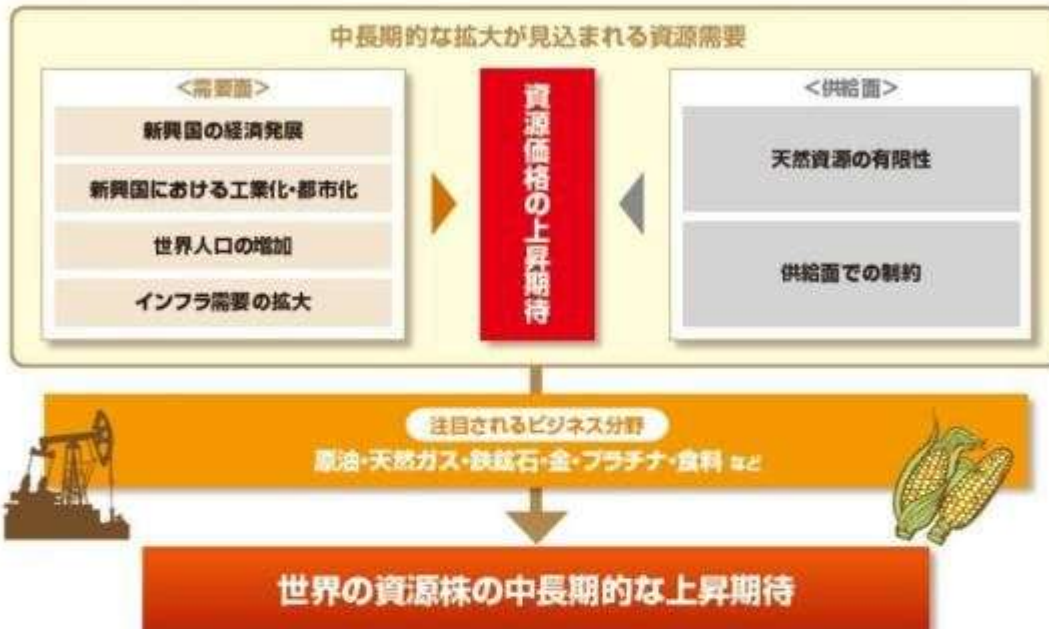 中長期的な拡大が見込まれる資源需要
<需要面>
新興国の経済発展
新興国における工業化・都市化
世界人口の増加
インフラ需要の拡大
資源価格の上昇期待
<供給面>
天然資源の有限性
供給面での制約
注目されるビジネス分野
原油・天然ガス・鉄鉱石・金・プラチナ・食料 など
世界の資源株の中長期的な上昇期待